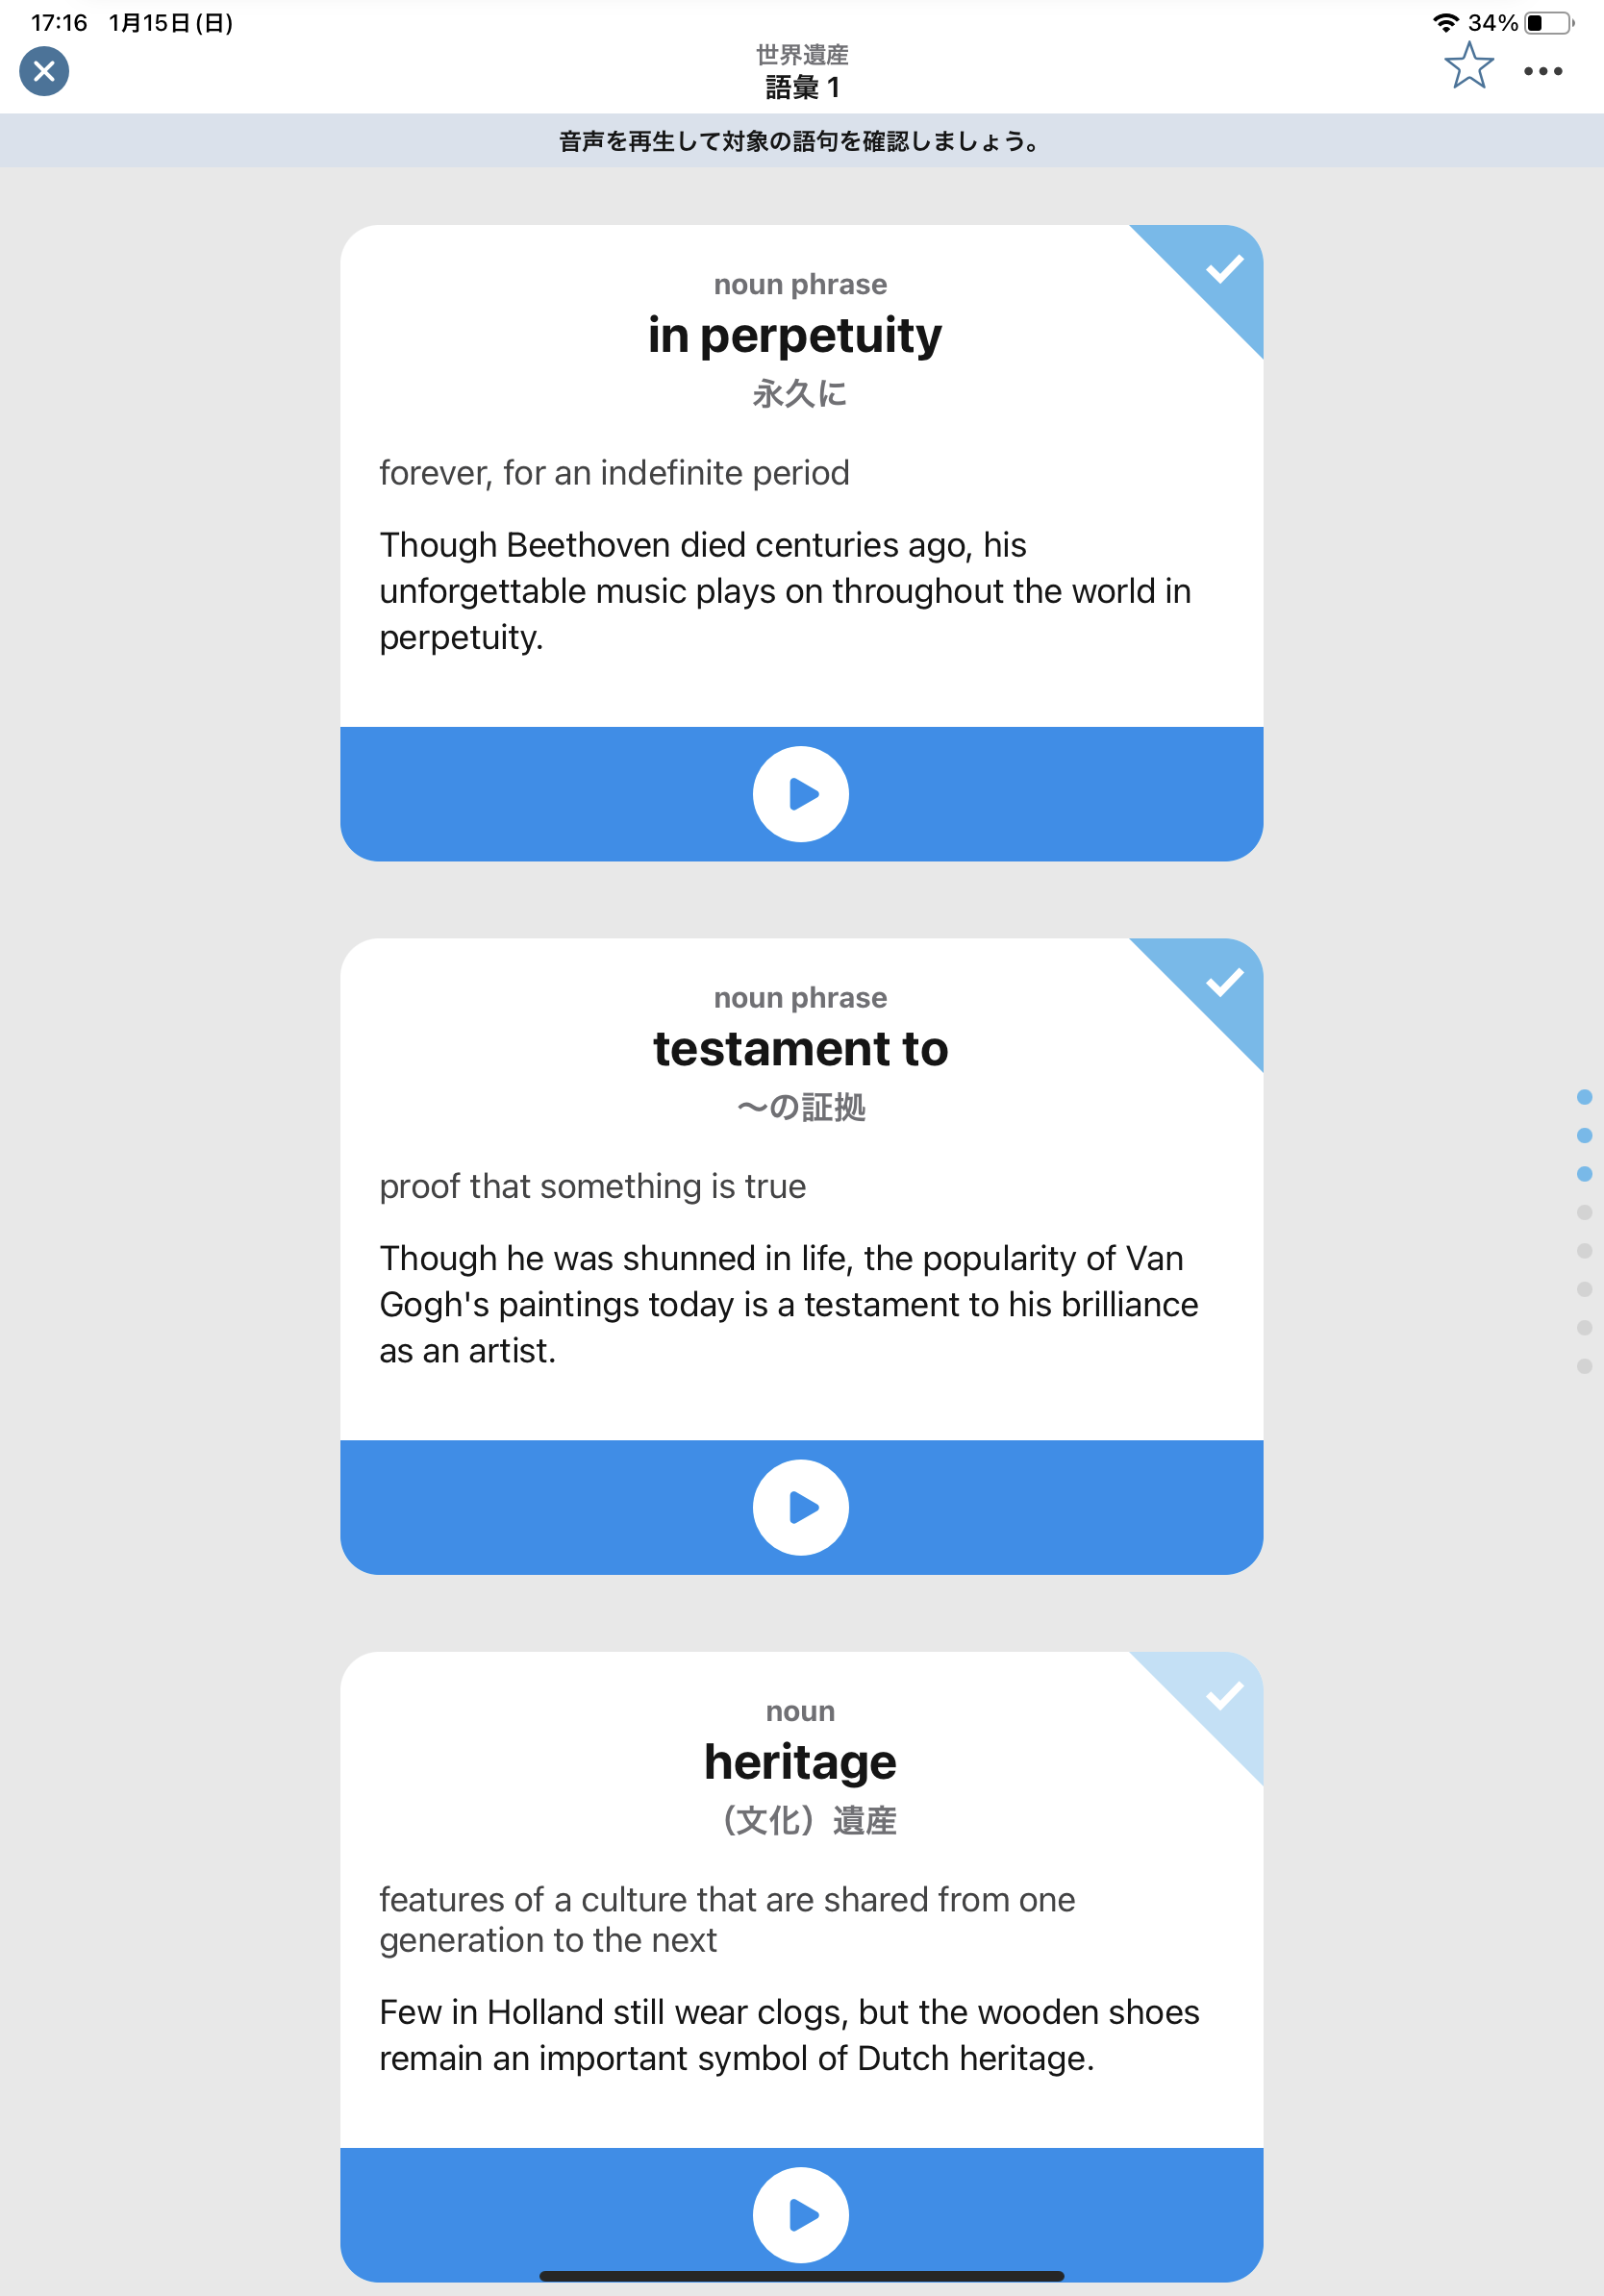 17:16 1月15日(日)
34%
世界遺産
語彙 1
音声を再生して対象の語句を確認しましょう。
noun phrase
in perpetuity
永久に
forever, for an indefinite period
Though Beethoven died centuries ago, his
unforgettable music plays on throughout the world in
perpetuity.
noun phrase
testament to
〜の証拠
proof that something is true
Though he was shunned in life, the popularity of Van
Gogh's paintings today is a testament to his brilliance
as an artist.
noun
heritage
（文化）遺産
features of a culture that are shared from one
generation to the next
Few in Holland still wear clogs, but the wooden shoes
remain an important symbol of Dutch heritage.